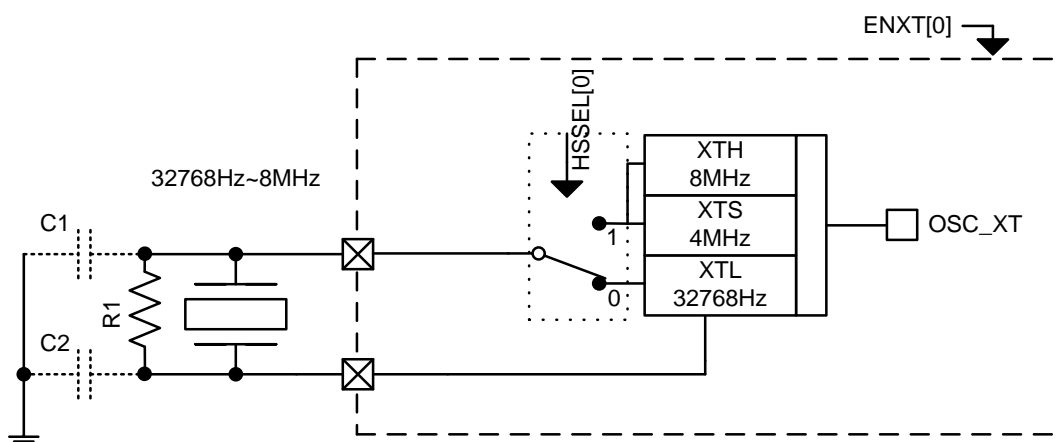 ENXT[0]
HSSEL[0]
32768Hz~8MHz
XTH
8MHz
XTS
4MHz
XTL
32768Hz
1
0
OSC_XT
C1
R1
C2